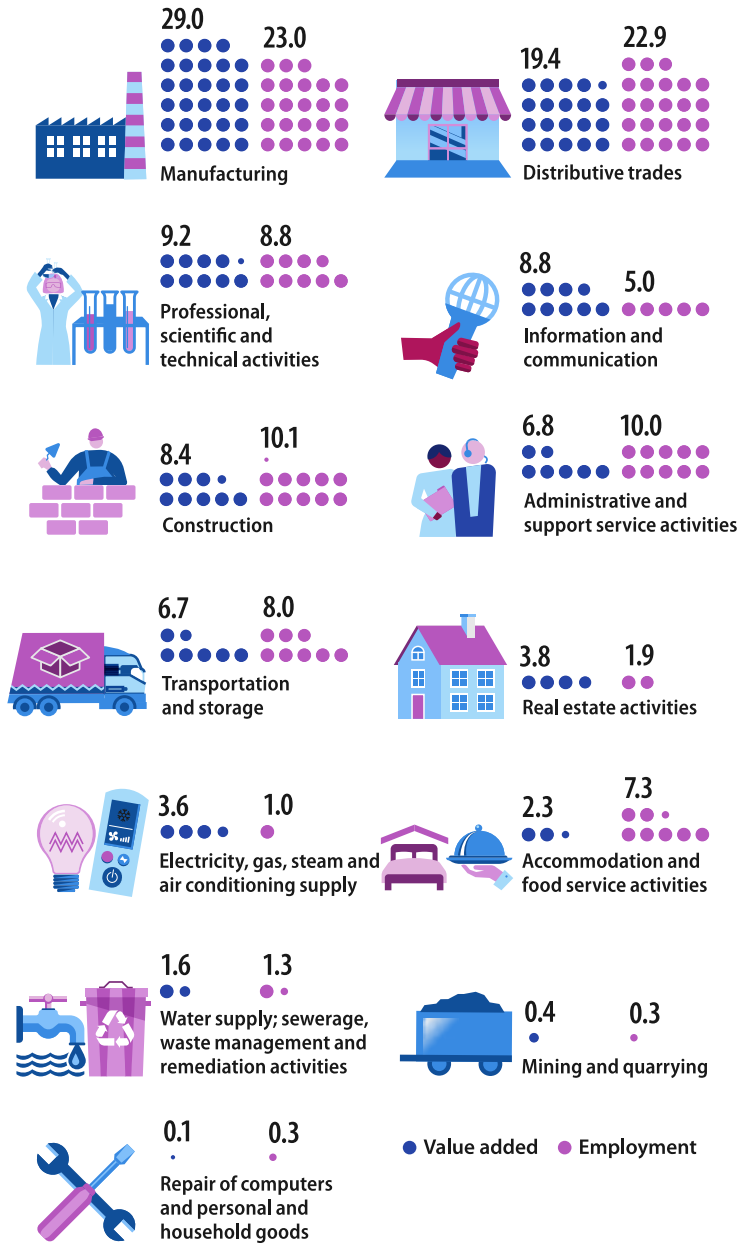 29.0
23.0
Manufacturing
19.4
22.9
Distributive trades
9.2
8.8
Professional,
scientific and
technical activities
8.8
5.0
Information and
communication
8.4
10.1
Construction
6.8
10.0
Administrative and
support service activities
6.7
8.0
Transportation
and storage
3.8
1.9
Real estate activities
3.6
1.0
Electricity, gas, steam and
air conditioning supply
2.3
7.3
Accommodation and
food service activities
1.6
1.3
Water supply; sewerage,
waste management and
remediation activities
0.4
0.3
Mining and quarrying
0.1
0.3
Repair of computers
and personal and
household goods
Value added
Employment